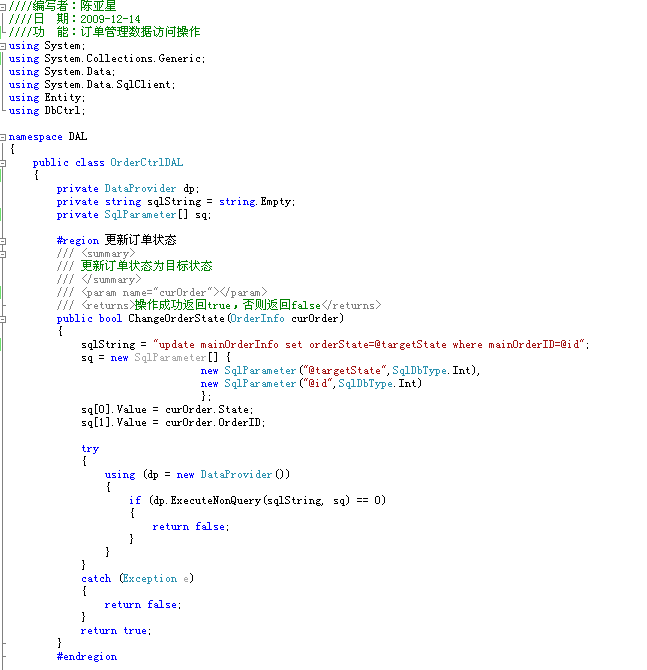 ////编写者：陈亚星
////日　期：2009-12-14
////功　能：订单管理数据访问操作
using System;
using System.Collections.Generic;
using System.Data;
using System.Data.SqlClient;
using Entity;
using DbCtrl;

namespace DAL
{
    public class OrderCtrlDAL
    {
        private DataProvider dp;
        private string sqlString = string.Empty;
        private SqlParameter[] sq;

        #region 更新订单状态
        /// <summary>
        /// 更新订单状态为目标状态
        /// </summary>
        /// <param name="curOrder"></param>
        /// <returns>操作成功返回true，否则返回false</returns>
        public bool ChangeOrderState(OrderInfo curOrder)
        {
            sqlString = "update mainOrderInfo set orderState=@targetState where mainOrderID=@id";
            sq = new SqlParameter[] {
                                new SqlParameter("@targetState",SqlDbType.Int),
                                new SqlParameter("@id",SqlDbType.Int)
                                };
            sq[0].Value = curOrder.State;
            sq[1].Value = curOrder.OrderID;

            try
            {
                using (dp = new DataProvider())
                {
                    if (dp.ExecuteNonQuery(sqlString, sq) == 0)
                    {
                        return false;
                    }
                }
            }
            catch (Exception e)
            {
                return false;
            }
            return true;
        }
        #endregion